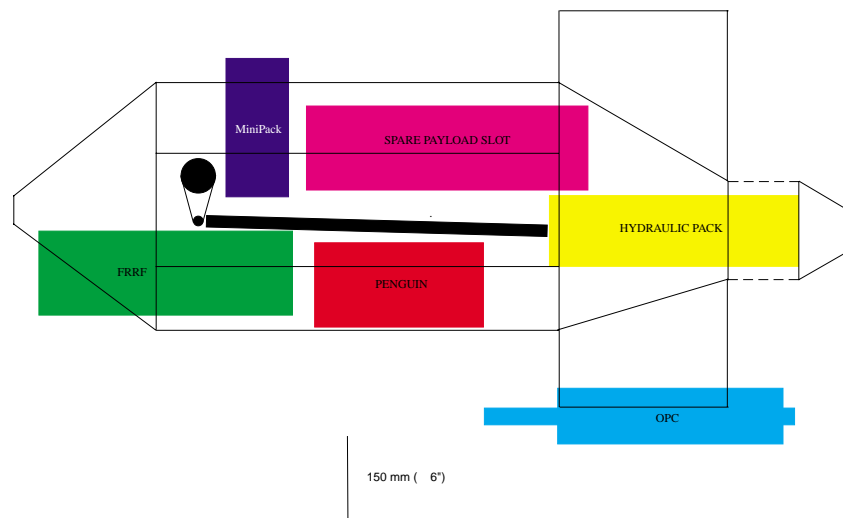 MiniPack
SPARE PAYLOAD SLOT
HYDRAULIC PACK
FRRF
PENGUIN
OPC
150 mm ( 6")